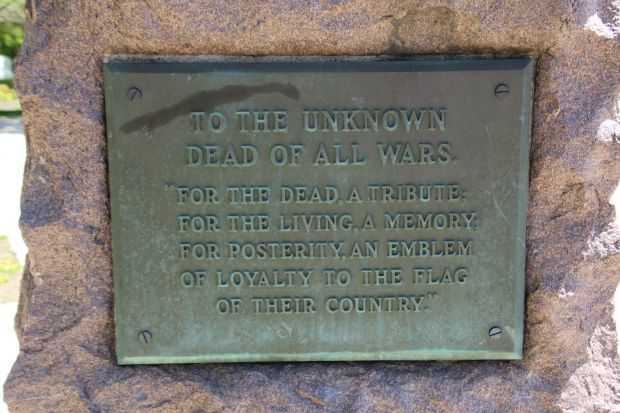 TO THE UNKNOWN
DEAD OF ALL WARS.
"FOR THE DEAD, A TRIBUTE;
FOR THE LIVING, A MEMORY;
FOR POSTERITY, AN EMBLEM
OF LOYALTY TO THE FLAG
OF THEIR COUNTRY."